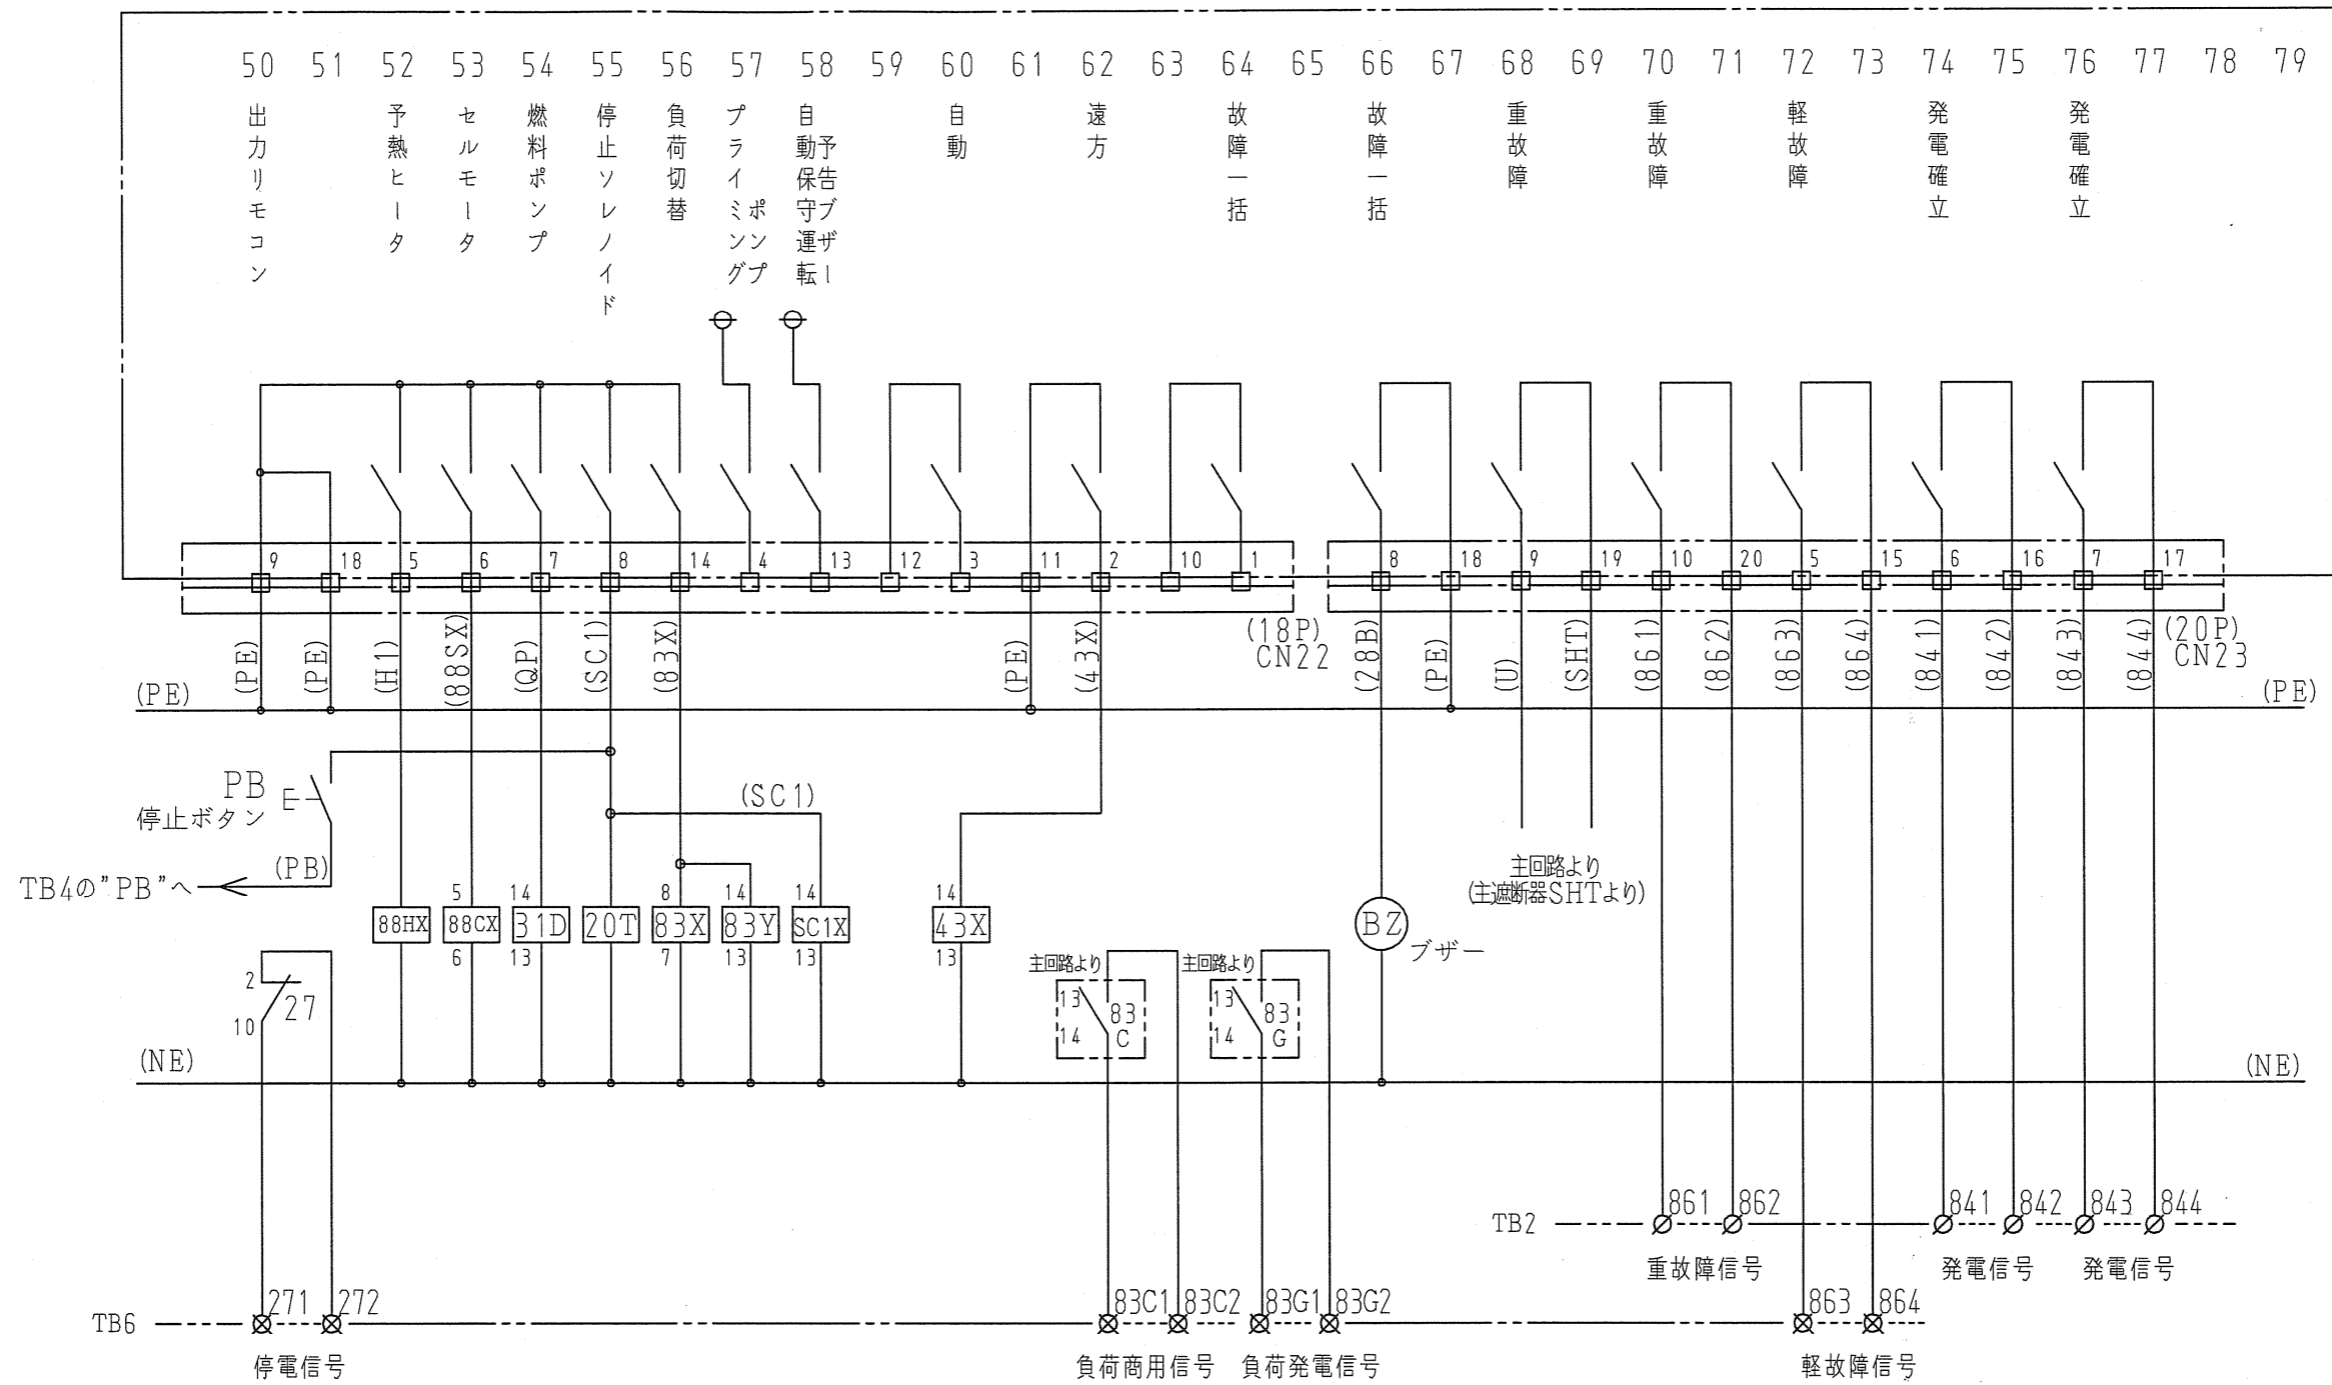 50 51 52 53 54 55 56 57 58 59 60 61 62 63 64 65 66 67 68 69 70 71 72 73 74 75 76 77 78 79
出力リモコン
予熱ヒータ
セルモータ
燃料ポンプ
停止ソレノイド
負荷切替
プライミング
ポンプ
自動保守運転
予告ブザー
自動
遠方
故障一括
故障一括
重故障
重故障
軽故障
発電確立
発電確立
9 18 5 6 7 8 14 4 13 12 3 11 2 10 1 8 18 9 19 10 20 5 15 6 16 7 17
(PE) (PE) (H1) (88SX) (QP) (SC1) (83X) (PE) (43X)
(18P)
CN22
(28B) (PE) (U) (SHT) (861) (862) (863) (864) (841) (842) (843) (844)
(20P)
CN23
(PE)
(PE)
PB
停止ボタン
(SC1)
(PB)
TB4の"PB"へ
主回路より
(主遮断器SHTより)
5 14 8 14 14 14
88HX 88CX 31D 20T 83X 83Y SC1X 43X
6 13 7 13 13 13
BZ
ブザー
主回路より
13
14
83
C
主回路より
13
14
83
G
2
10
27
(NE)
(NE)
TB2
861 862 841 842 843 844
重故障信号 発電信号 発電信号
TB6
271 272 83C1 83C2 83G1 83G2 863 864
停電信号 負荷商用信号 負荷発電信号 軽故障信号